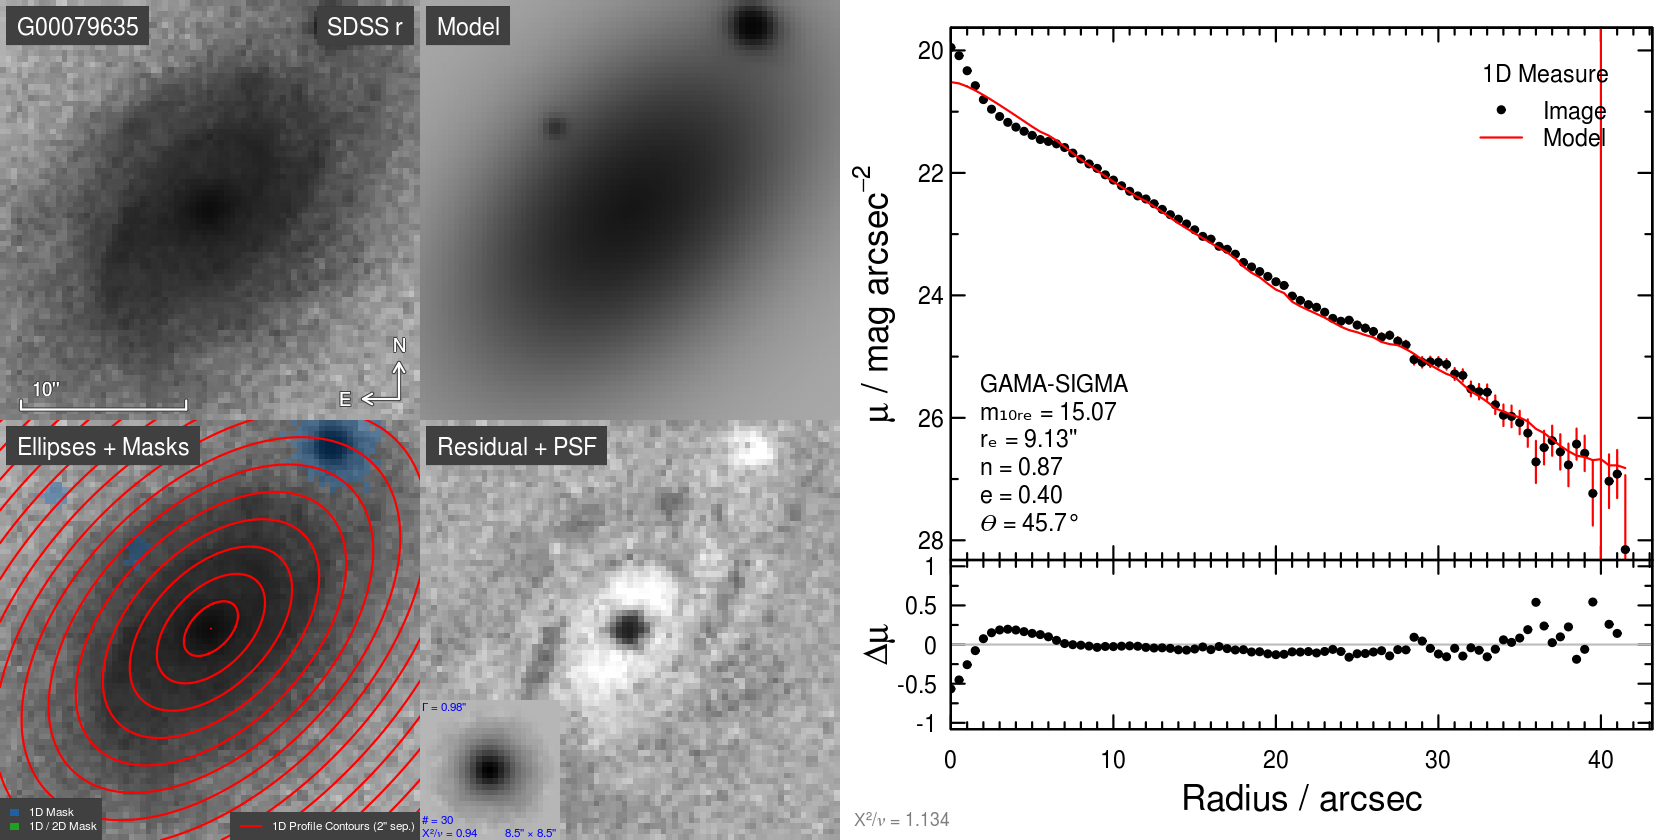 G00079635
SDSS r
Model
10"
N
E
Ellipses + Masks
Residual + PSF
1D Mask
1D / 2D Mask
1D Profile Contours (2" sep.)
Γ = 0.98"
# = 30
X²/ν = 0.94
8.5" × 8.5"
20
22
24
26
28
μ / mag arcsec⁻²
1D Measure
Image
Model
GAMA-SIGMA
m₁₀ᵣₑ = 15.07
rₑ = 9.13"
n = 0.87
e = 0.40
Θ = 45.7°
1
0.5
0
-0.5
-1
Δμ
0 10 20 30 40
Radius / arcsec
X²/ν = 1.134